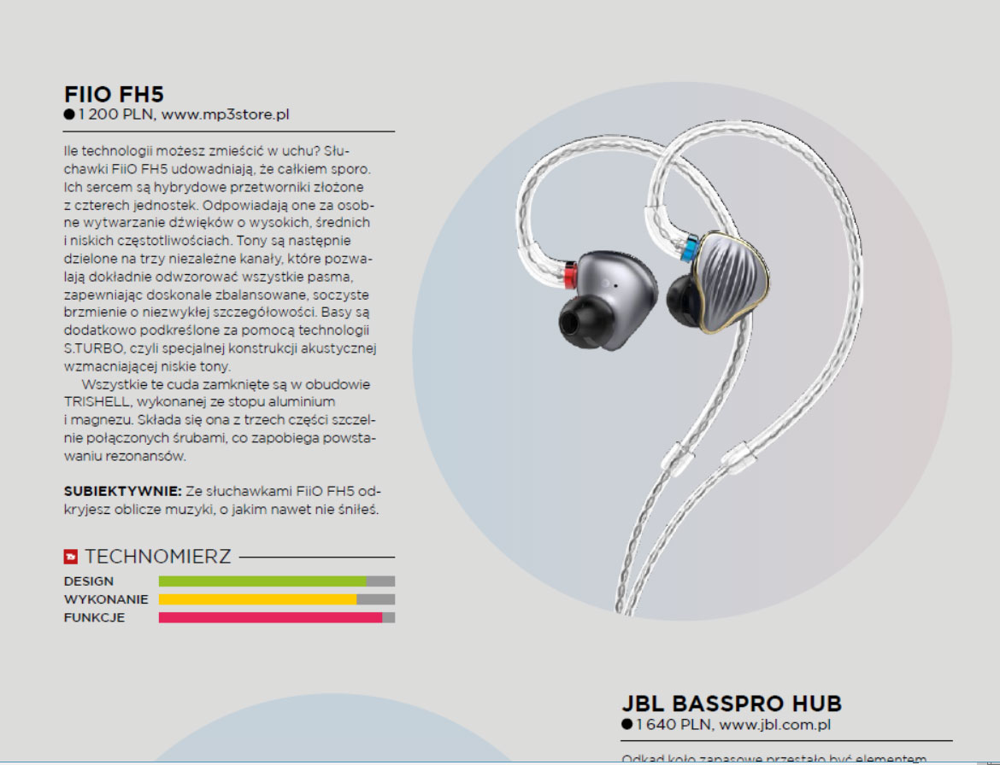 FIIO FH5
● 1 200 PLN, www.mp3store.pl
Ile technologii możesz zmieścić w uchu? Słu-
chawki FiiO FH5 udowadniają, że całkiem sporo.
Ich sercem są hybrydowe przetworniki złożone
z czterech jednostek. Odpowiadają one za osob-
ne wytwarzanie dźwięków o wysokich, średnich
i niskich częstotliwościach. Tony są następnie
dzielone na trzy niezależne kanały, które pozwa-
lają dokładnie odwzorować wszystkie pasma,
zapewniając doskonale zbalansowane, soczyste
brzmienie o niezwykłej szczegółowości. Basy są
dodatkowo podkreślone za pomocą technologii
S.TURBO, czyli specjalnej konstrukcji akustycznej
wzmacniającej niskie tony.
Wszystkie te cuda zamknięte są w obudowie
TRISHELL, wykonanej ze stopu aluminium
i magnezu. Składa się ona z trzech części szczel-
nie połączonych śrubami, co zapobiega powsta-
waniu rezonansów.
SUBIEKTYWNIE: Ze słuchawkami FiiO FH5 od-
kryjesz oblicze muzyki, o jakim nawet nie śniłeś.
TECHNOMIERZ
DESIGN
WYKONANIE
FUNKCJE
JBL BASSPRO HUB
● 1 640 PLN, www.jbl.com.pl
Odkąd koło zapasowe przestało być elementem